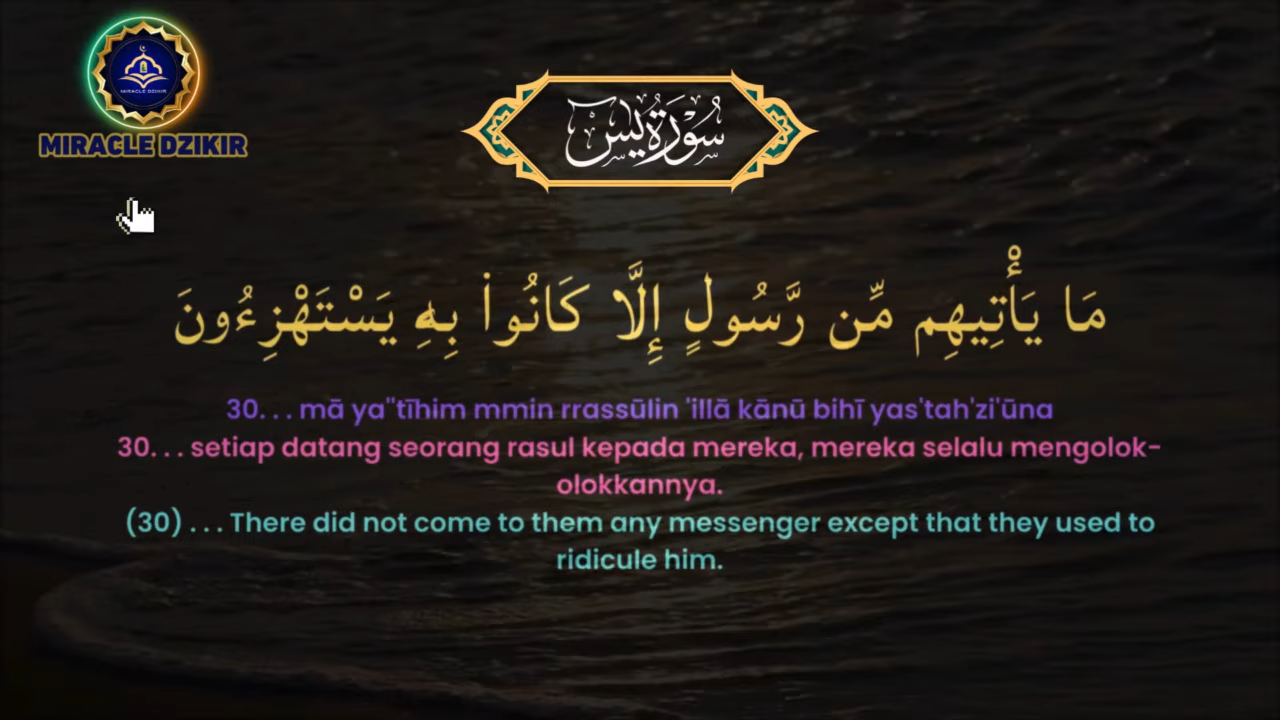 MIRACLE DZIKIR
MIRACLE DZIKIR
سُورَةُ يس
مَا يَأْتِيهِم مِّن رَّسُولٍ إِلَّا كَانُوا۟ بِهِۦ يَسْتَهْزِءُونَ
30. . . mā ya''tīhim mmin rrassūlin 'illā kānū bihī yas'tah'zi'ūna
30. . . setiap datang seorang rasul kepada mereka, mereka selalu mengolok-
olokkannya.
(30) . . . There did not come to them any messenger except that they used to
ridicule him.